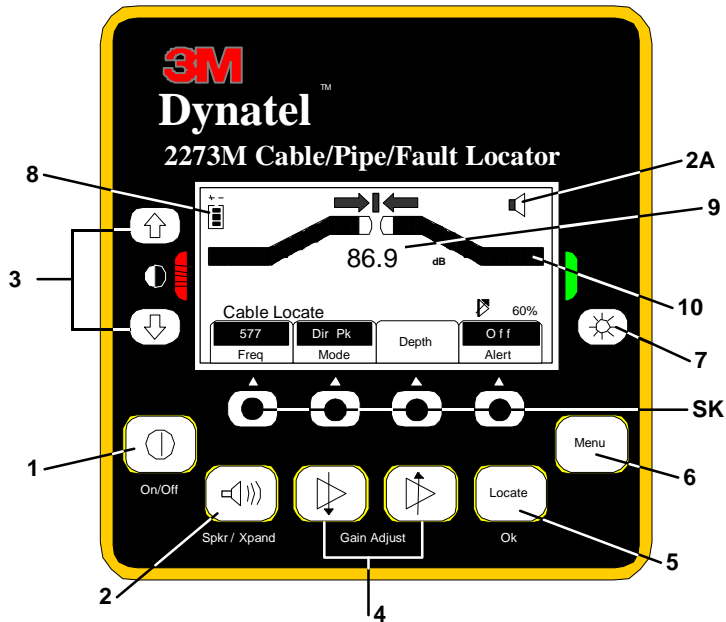 3M
Dynatel ™
2273M Cable/Pipe/Fault Locator
2A
8
9
+ -
86.9 dB
3
10
Cable Locate
60%
577
Dir Pk
Off
Freq
Mode
Depth
Alert
7
SK
1
On/Off
Menu
6
Locate
Spkr / Xpand
Gain Adjust
Ok
5
2
4